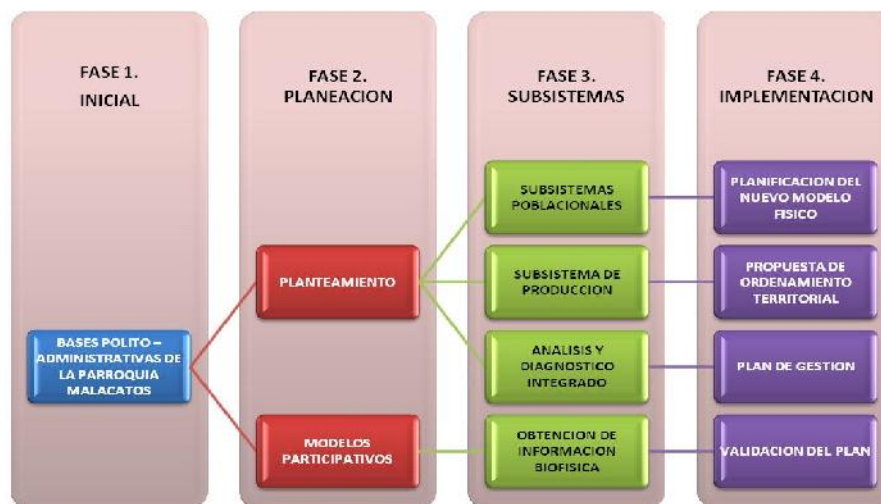 FASE 1.
INICIAL
FASE 2.
PLANEACION
FASE 3.
SUBSISTEMAS
FASE 4.
IMPLEMENTACION
BASES POLITO –
ADMINISTRATIVAS DE
LA PARROQUIA
MALACATOS
PLANTEAMIENTO
MODELOS
PARTICIPATIVOS
SUBSISTEMAS
POBLACIONALES
SUBSISTEMA DE
PRODUCCION
ANALISIS Y
DIAGNOSTICO
INTEGRADO
OBTENCION DE
INFORMACION
BIOFISICA
PLANIFICACION DEL
NUEVO MODELO
FISICO
PROPUESTA DE
ORDENAMIENTO
TERRITORIAL
PLAN DE GESTION
VALIDACION DEL PLAN